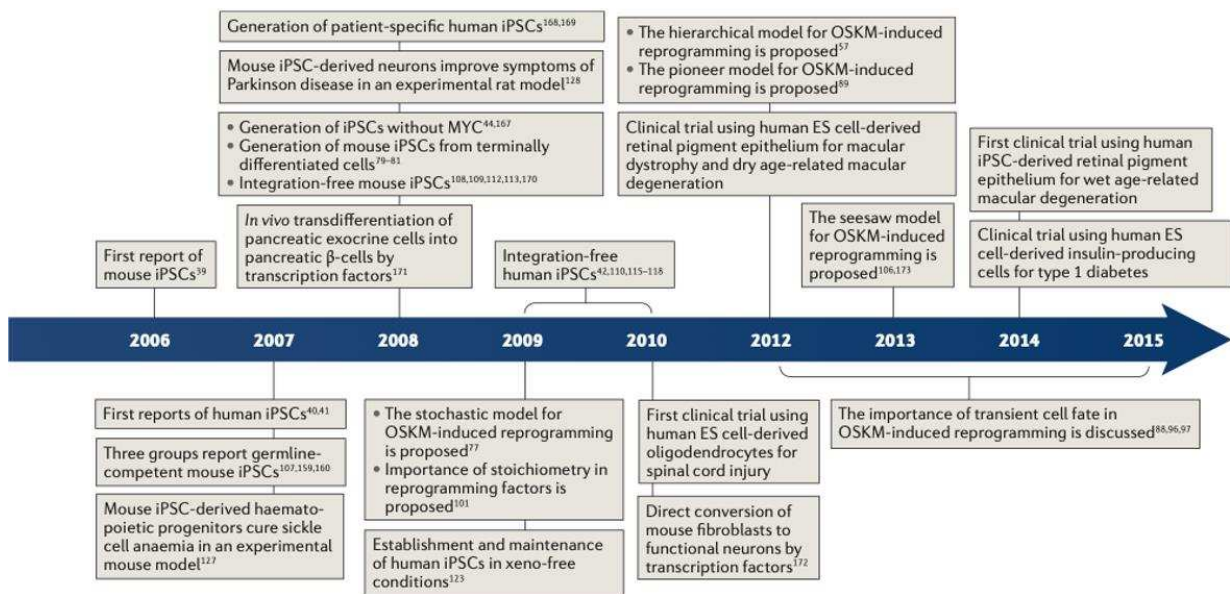 Generation of patient-specific human iPSCs168,169
Mouse iPSC-derived neurons improve symptoms of
Parkinson disease in an experimental rat model128
• Generation of iPSCs without MYC44,167
• Generation of mouse iPSCs from terminally
differentiated cells79–81
• Integration-free mouse iPSCs108,109,112,113,170
In vivo transdifferentiation of
pancreatic exocrine cells into
pancreatic β-cells by
transcription factors171
First report of
mouse iPSCs39
Integration-free
human iPSCs42,110,115–118
• The hierarchical model for OSKM-induced
reprogramming is proposed57
• The pioneer model for OSKM-induced
reprogramming is proposed89
Clinical trial using human ES cell-derived
retinal pigment epithelium for macular
dystrophy and dry age-related macular
degeneration
The seesaw model
for OSKM-induced
reprogramming is
proposed106,173
First clinical trial using human
iPSC-derived retinal pigment
epithelium for wet age-related
macular degeneration
Clinical trial using human ES
cell-derived insulin-producing
cells for type 1 diabetes
2006 2007 2008 2009 2010 2012 2013 2014 2015
First reports of human iPSCs40,41
Three groups report germline-
competent mouse iPSCs107,159,160
Mouse iPSC-derived haemato-
poietic progenitors cure sickle
cell anaemia in an experimental
mouse model127
• The stochastic model for
OSKM-induced reprogramming
is proposed77
• Importance of stoichiometry in
reprogramming factors is
proposed101
Establishment and maintenance
of human iPSCs in xeno-free
conditions123
First clinical trial using
human ES cell-derived
oligodendrocytes for
spinal cord injury
Direct conversion of
mouse fibroblasts to
functional neurons by
transcription factors172
The importance of transient cell fate in
OSKM-induced reprogramming is discussed88,96,97